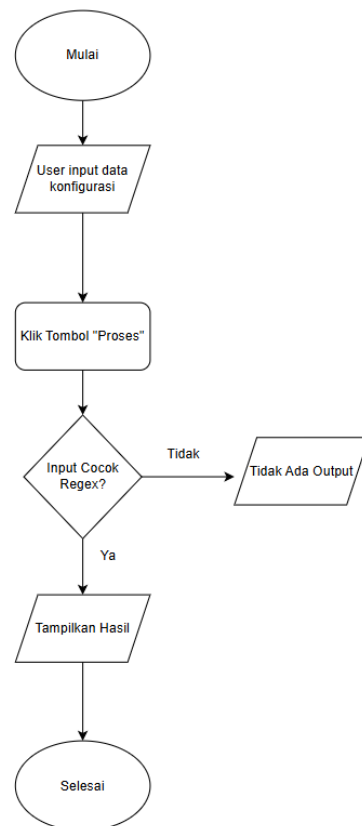 Mulai
User input data
konfigurasi
Klik Tombol "Proses"
Input Cocok
Regex?
Tidak
Tidak Ada Output
Ya
Tampilkan Hasil
Selesai